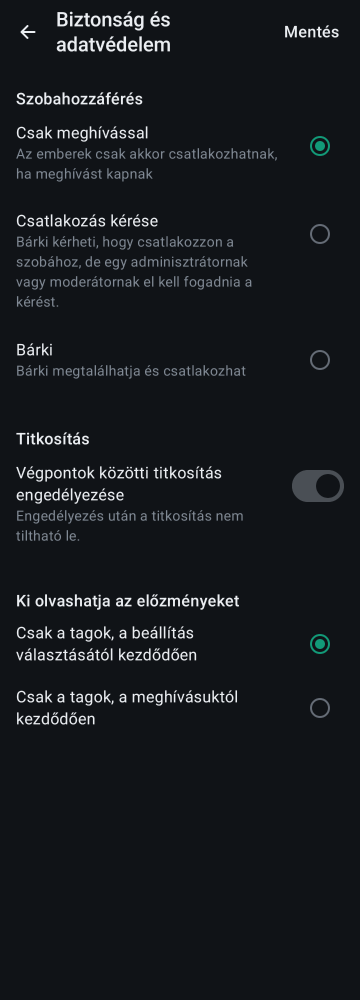 Biztonság és
adatvédelem
Mentés
Szobahozzáférés
Csak meghívással
Az emberek csak akkor csatlakozhatnak,
ha meghívást kapnak
Csatlakozás kérése
Bárki kérheti, hogy csatlakozzon a
szobához, de egy adminisztrátornak
vagy moderátornak el kell fogadnia a
kérést.
Bárki
Bárki megtalálhatja és csatlakozhat
Titkosítás
Végpontok közötti titkosítás
engedélyezése
Engedélyezés után a titkosítás nem
tiltható le.
Ki olvashatja az előzményeket
Csak a tagok, a beállítás
választásától kezdődően
Csak a tagok, a meghívásuktól
kezdődően